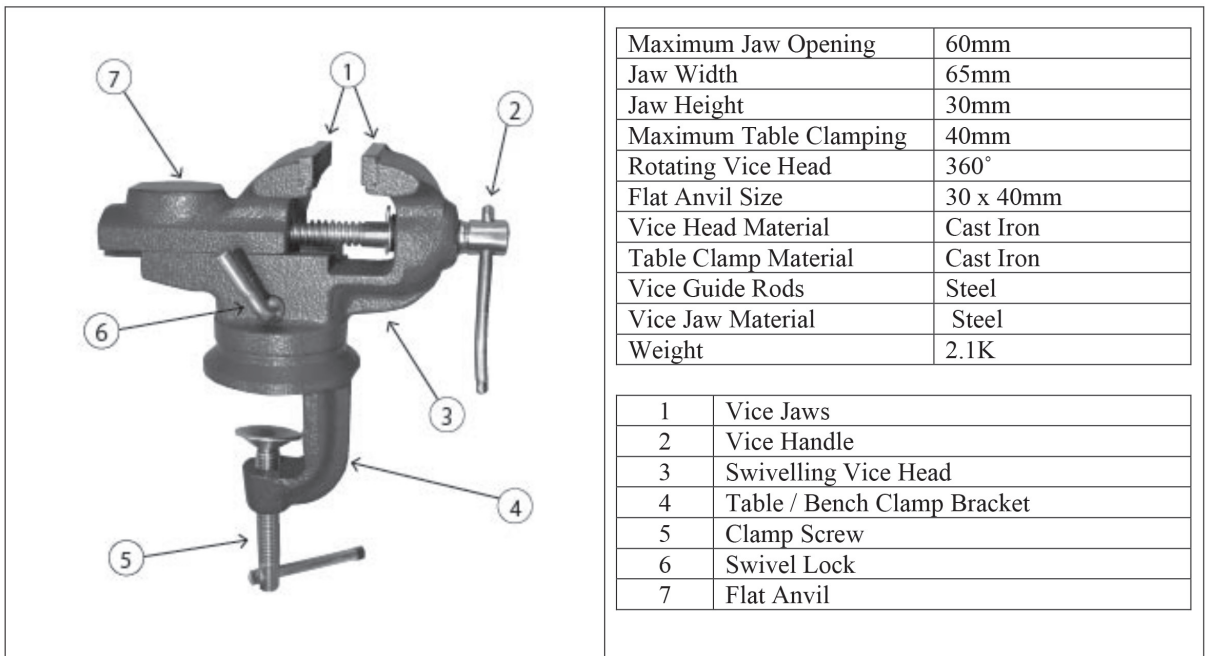 7
1
2
6
3
4
5
Maximum Jaw Opening 60mm
Jaw Width 65mm
Jaw Height 30mm
Maximum Table Clamping 40mm
Rotating Vice Head 360˚
Flat Anvil Size 30 x 40mm
Vice Head Material Cast Iron
Table Clamp Material Cast Iron
Vice Guide Rods Steel
Vice Jaw Material Steel
Weight 2.1K
1 Vice Jaws
2 Vice Handle
3 Swivelling Vice Head
4 Table / Bench Clamp Bracket
5 Clamp Screw
6 Swivel Lock
7 Flat Anvil